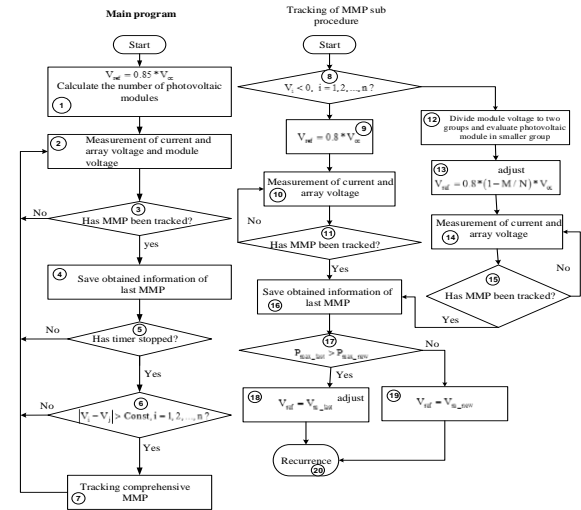 Main program
Start
V_ref = 0.85*V_oc
Calculate the number of photovoltaic
modules
1
2
Measurement of current and
array voltage and module
voltage
3
Has MMP been tracked?
No
yes
4
Save obtained information of
last MMP
5
Has timer stopped?
No
Yes
6
|V_i − V_j| > Const, i = 1, 2, ..., n ?
No
Yes
7
Tracking comprehensive
MMP
Tracking of MMP sub
procedure
Start
8
V_i < 0, i = 1, 2, ..., n ?
9
V_ref = 0.8*V_oc
Measurement of current and
10
array voltage
11
No
Has MMP been tracked?
Yes
Save obtained information of
16
last MMP
17
P_max_last > P_max_new
No
Yes
18
V_ref = V_m_last
adjust
19
V_ref = V_m_new
Recurrence
20
12
Divide module voltage to two
groups and evaluate photovoltaic
module in smaller group
13
adjust
V_ref = 0.8*(1−M/N)*V_oc
Measurement of current and
14
array voltage
15
Has MMP been tracked?
No
Yes